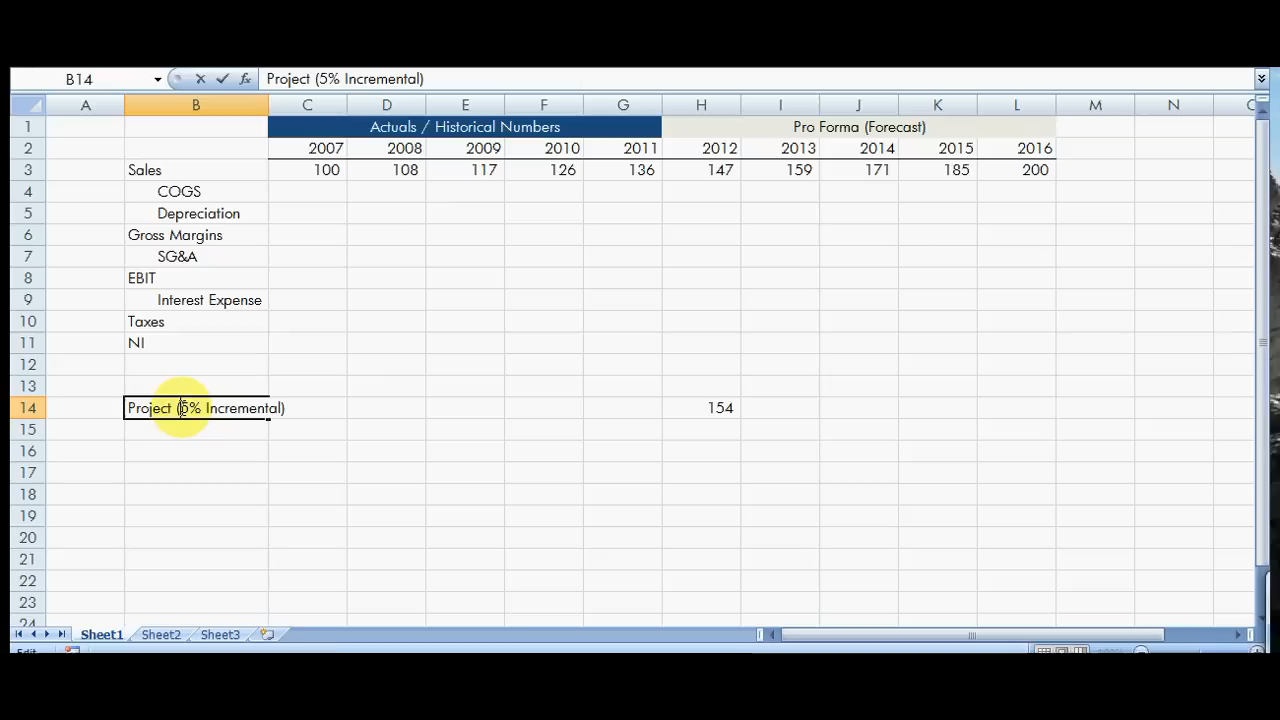 B14 fx Project (5% Incremental)
A B C D E F G H I J K L M N
1 Actuals / Historical Numbers Pro Forma (Forecast)
2 2007 2008 2009 2010 2011 2012 2013 2014 2015 2016
3 Sales 100 108 117 126 136 147 159 171 185 200
4 COGS
5 Depreciation
6 Gross Margins
7 SG&A
8 EBIT
9 Interest Expense
10 Taxes
11 NI
12
13
14 Project (5% Incremental) 154
15
16
17
18
19
20
21
22
23
24
Sheet1 Sheet2 Sheet3
Edit